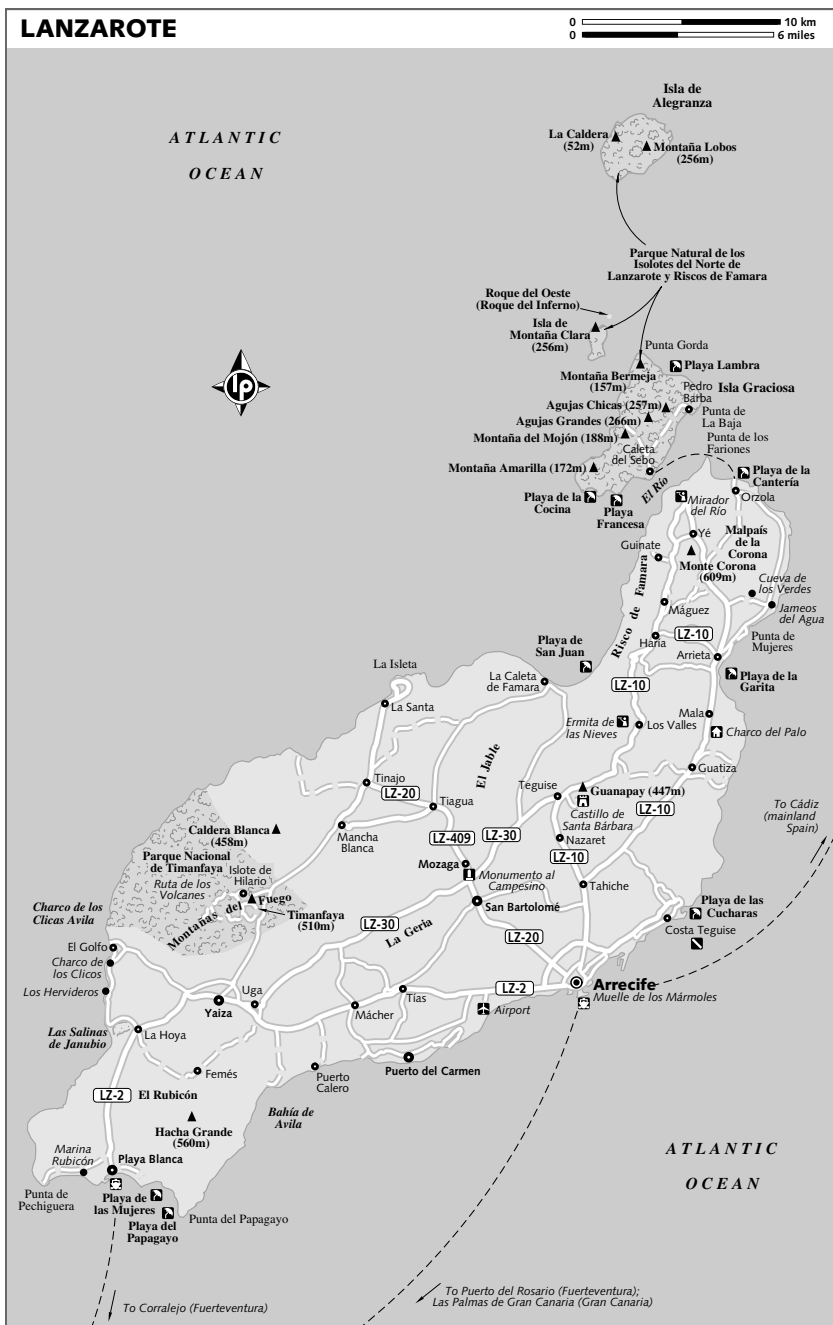 LANZAROTE
0 10 km
0 6 miles
Isla de
Alegranza
ATLANTIC
OCEAN
La Caldera
(52m)
Montaña Lobos
(256m)
Parque Natural de los
Isolotes del Norte de
Lanzarote y Riscos de Famara
Roque del Oeste
(Roque del Inferno)
Isla de
Montaña Clara
(256m)
Punta Gorda
lp
Montaña Bermeja
(157m)
Playa Lambra
Pedro
Barba
Isla Graciosa
Agujas Chicas (257m)
Agujas Grandes (266m)
Punta de
La Baja
Montaña del Mojón (188m)
Punta de los
Fariones
Caleta
del Sebo
Montaña Amarilla (172m)
Playa de la
Cantería
El Río
Playa de la
Cocina
Playa
Francesa
Mirador
del Río
Orzola
Yé
Malpaís
de la
Corona
Guinate
Monte Corona
(609m)
Cueva de
los Verdes
Risco de Famara
Máguez
Jameos
del Agua
Haría
LZ-10
Punta de
Mujeres
Playa de
San Juan
Arrieta
La Isleta
La Caleta
de Famara
LZ-10
Playa de la
Garita
La Santa
Ermita de
las Nieves
Los Valles
Mala
Charco del Palo
El Jable
Guatiza
Tinajo
LZ-20
Tiagua
Teguise
Guanapay (447m)
Castillo de
Santa Bárbara
LZ-10
To Cádiz
(mainland
Spain)
Caldera Blanca
(458m)
Mancha
Blanca
LZ-409
LZ-30
Nazaret
Parque Nacional
de Timanfaya
Mozaga
LZ-10
Ruta de los
Volcanes
Islote de
Hilario
Monumento al
Campesino
Tahiche
Montañas del Fuego
Timanfaya
(510m)
San Bartolomé
Playa de las
Cucharas
Charco de los
Clicas Avila
LZ-30
La Geria
Costa Teguise
LZ-20
El Golfo
Charco de
los Clicos
Los Hervideros
Yaiza
Uga
Tías
LZ-2
Arrecife
Muelle de los Mármoles
Mácher
Airport
Las Salinas
de Janubio
La Hoya
Femés
Puerto
Calero
Puerto del Carmen
LZ-2
El Rubicón
Bahía de
Avila
Hacha Grande
(560m)
Marina
Rubicón
Playa Blanca
ATLANTIC
OCEAN
Punta de
Pechiguera
Playa de
las Mujeres
Playa del
Papagayo
Punta del Papagayo
To Corralejo (Fuerteventura)
To Puerto del Rosario (Fuerteventura);
Las Palmas de Gran Canaria (Gran Canaria)